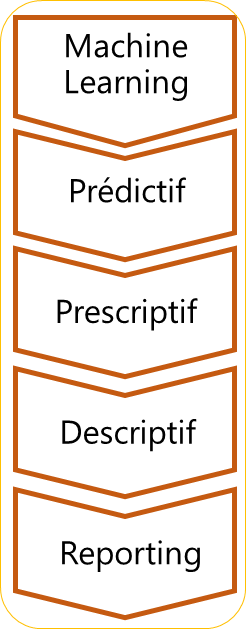 Machine
Learning
Prédictif
Prescriptif
Descriptif
Reporting